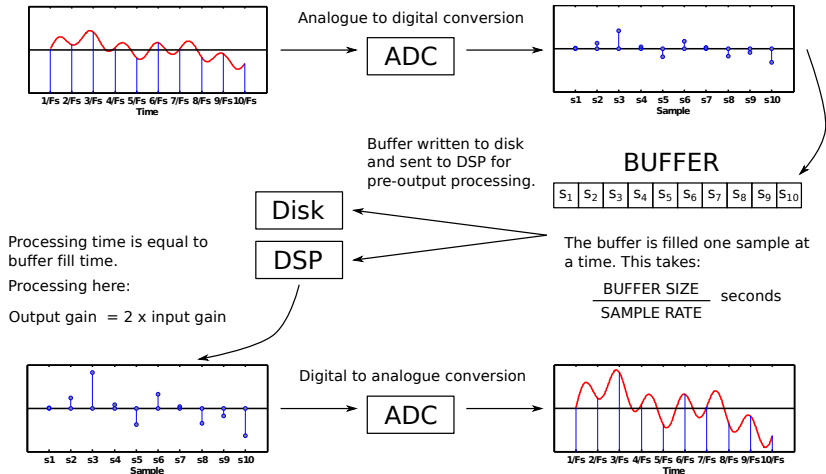 Analogue to digital conversion
ADC
1/Fs 2/Fs 3/Fs 4/Fs 5/Fs 6/Fs 7/Fs 8/Fs 9/Fs 10/Fs
Time
s1 s2 s3 s4 s5 s6 s7 s8 s9 s10
Sample
Buffer written to disk
and sent to DSP for
pre-output processing.
BUFFER
S1 S2 S3 S4 S5 S6 S7 S8 S9 S10
Disk
DSP
Processing time is equal to
buffer fill time.
Processing here:
Output gain = 2 x input gain
The buffer is filled one sample at
a time. This takes:
BUFFER SIZE
SAMPLE RATE
seconds
Digital to analogue conversion
ADC
s1 s2 s3 s4 s5 s6 s7 s8 s9 s10
Sample
1/Fs 2/Fs 3/Fs 4/Fs 5/Fs 6/Fs 7/Fs 8/Fs 9/Fs 10/Fs
Time